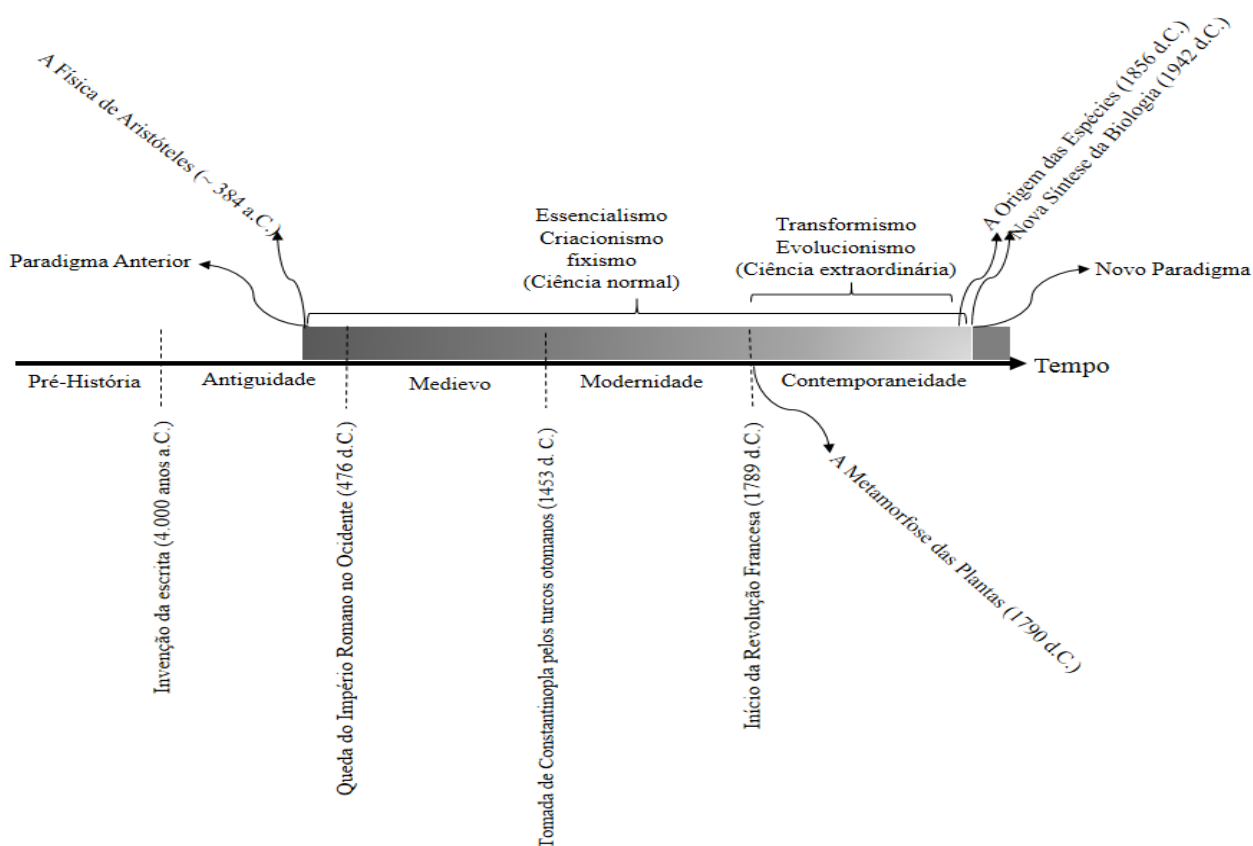 A Física de Aristóteles (~ 384 a.C.)
A Origem das Espécies (1856 d.C.)
Nova Síntese da Biologia (1942 d.C.)
Essencialismo
Criacionismo
fixismo
(Ciência normal)
Transformismo
Evolucionismo
(Ciência extraordinária)
Paradigma Anterior
Novo Paradigma
Tempo
Pré-História
Antiguidade
Medievo
Modernidade
Contemporaneidade
Invenção da escrita (4.000 anos a.C.)
Queda do Império Romano no Ocidente (476 d.C.)
Tomada de Constantinopla pelos turcos otomanos (1453 d. C.)
Início da Revolução Francesa (1789 d.C.)
A Metamorfose das Plantas (1790 d.C.)